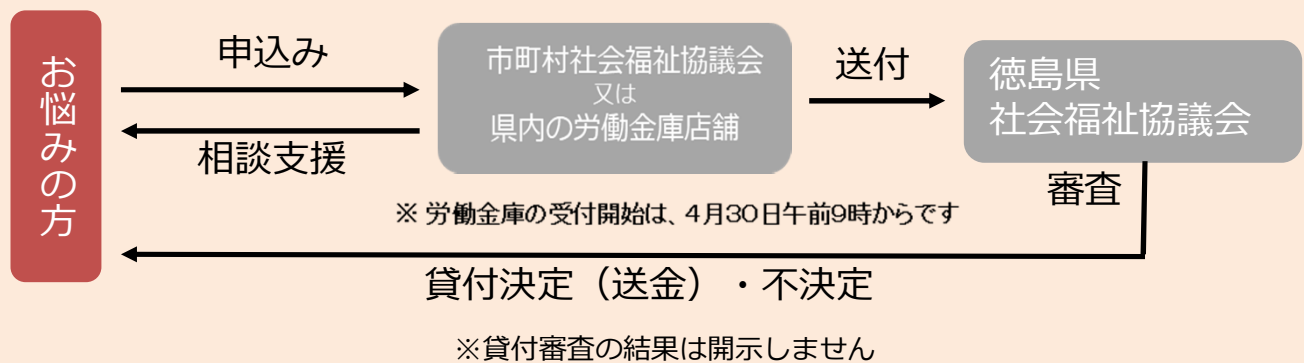 お悩みの方
申込み
相談支援
市町村社会福祉協議会
又は
県内の労働金庫店舗
送付
徳島県
社会福祉協議会
審査
※ 労働金庫の受付開始は、4月30日午前9時からです
貸付決定（送金）・不決定
※貸付審査の結果は開示しません